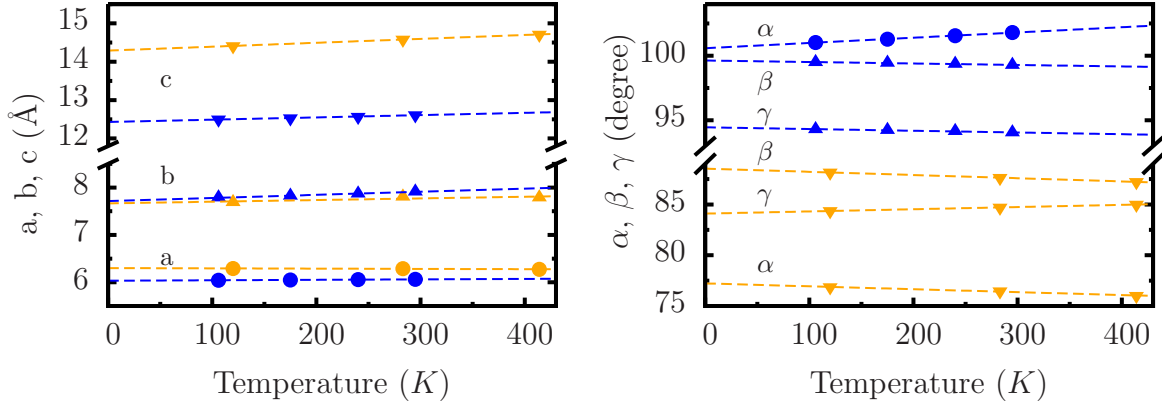 a, b, c (Å)
15
14
13
12
8
7
6
c
b
a
0
100
200
300
400
Temperature (K)
α, β, γ (degree)
100
95
85
80
75
α
β
γ
β
γ
α
0
100
200
300
400
Temperature (K)